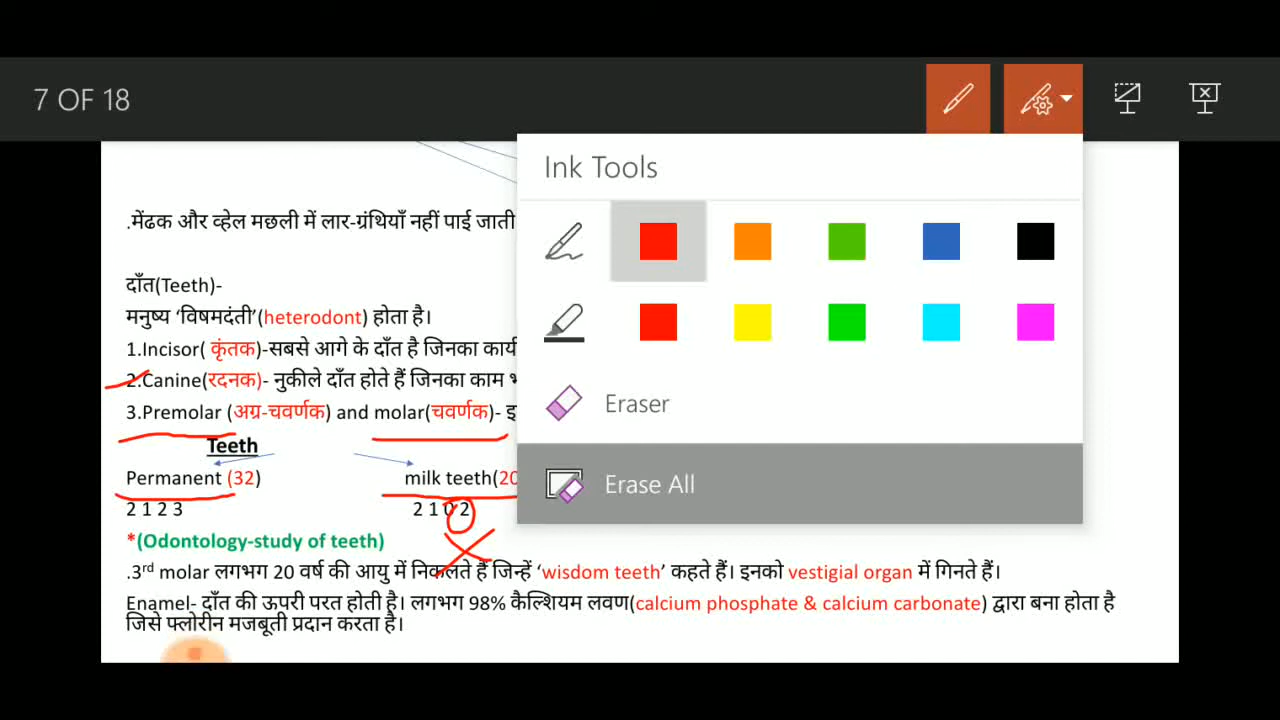 7 OF 18
Ink Tools
Eraser
Erase All
.मेंढक और व्हेल मछली में लार-ग्रंथियाँ नहीं पाई जाती
दाँत(Teeth)-
मनुष्य ‘विषमदंती’(heterodont) होता है।
1.Incisor( कृंतक)-सबसे आगे के दाँत है जिनका कार्य
2.Canine(रदनक)- नुकीले दाँत होते हैं जिनका काम
3.Premolar (अग्र-चवर्णक) and molar(चवर्णक)-
Teeth
Permanent (32) milk teeth(20
2 1 2 3 2 1 0 2
*(Odontology-study of teeth)
.3rd molar लगभग 20 वर्ष की आयु में निकलते हैं जिन्हें ‘wisdom teeth’ कहते हैं। इनको vestigial organ में गिनते हैं।
Enamel- दाँत की ऊपरी परत होती है। लगभग 98% कैल्शियम लवण(calcium phosphate & calcium carbonate) द्वारा बना होता है
जिसे फ्लोरीन मजबूती प्रदान करता है।